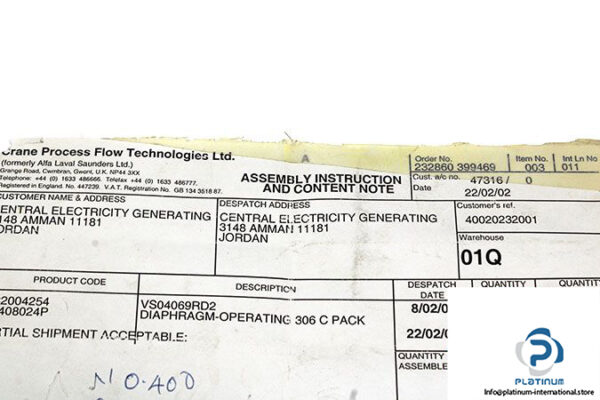 Crane Process Flow Technologies Ltd.
(formerly Alfa Laval Saunders Ltd.)
Grange Road, Cwmbran, Gwent, U.K. NP44 3XX
Telephone: +44 (0) 1633 486666. Telefax +44 (0) 1633 486777.
Registered in England. No. 447239. V.A.T. Registration No. GB 134 3518 87.
A
ASSEMBLY INSTRUCTION
AND CONTENT NOTE
Order No. Item No. Int Ln No
232860 399469 003 011
Cust. a/c no. 47316 / 0
Date 22/02/02
CUSTOMER NAME & ADDRESS
CENTRAL ELECTRICITY GENERATING
3148 AMMAN 11181
JORDAN
DESPATCH ADDRESS
CENTRAL ELECTRICITY GENERATING
3148 AMMAN 11181
JORDAN
Customer's ref.
40020232001
Warehouse
01Q
PRODUCT CODE DESCRIPTION DESPATCH DATE QUANTITY QUANTITY
2004254 VS04069RD2 8/02/0
408024P DIAPHRAGM-OPERATING 306 C PACK
22/02/0
RTIAL SHIPMENT ACCEPTABLE:
QUANTITY
ASSEMBLE
NO.400
PLATINUM
Info@platinum-international.store